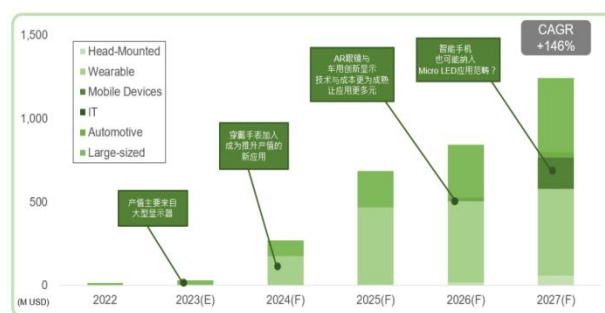 1,500
1,000
500
0
(M USD)
Head-Mounted
Wearable
Mobile Devices
IT
Automotive
Large-sized
产值主要来自
大型显示器
穿戴手表加入
成为推升产值的
新应用
AR眼镜与
车用创新显示
技术与成本更为成熟
让应用更多元
智能手机
也可能纳入
Micro LED应用范畴?
CAGR
+146%
2022
2023(E)
2024(F)
2025(F)
2026(F)
2027(F)